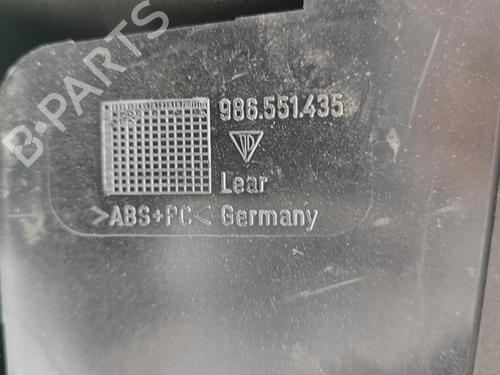 B-PARTS
986.551.435
Lear
>ABS+PC< Germany